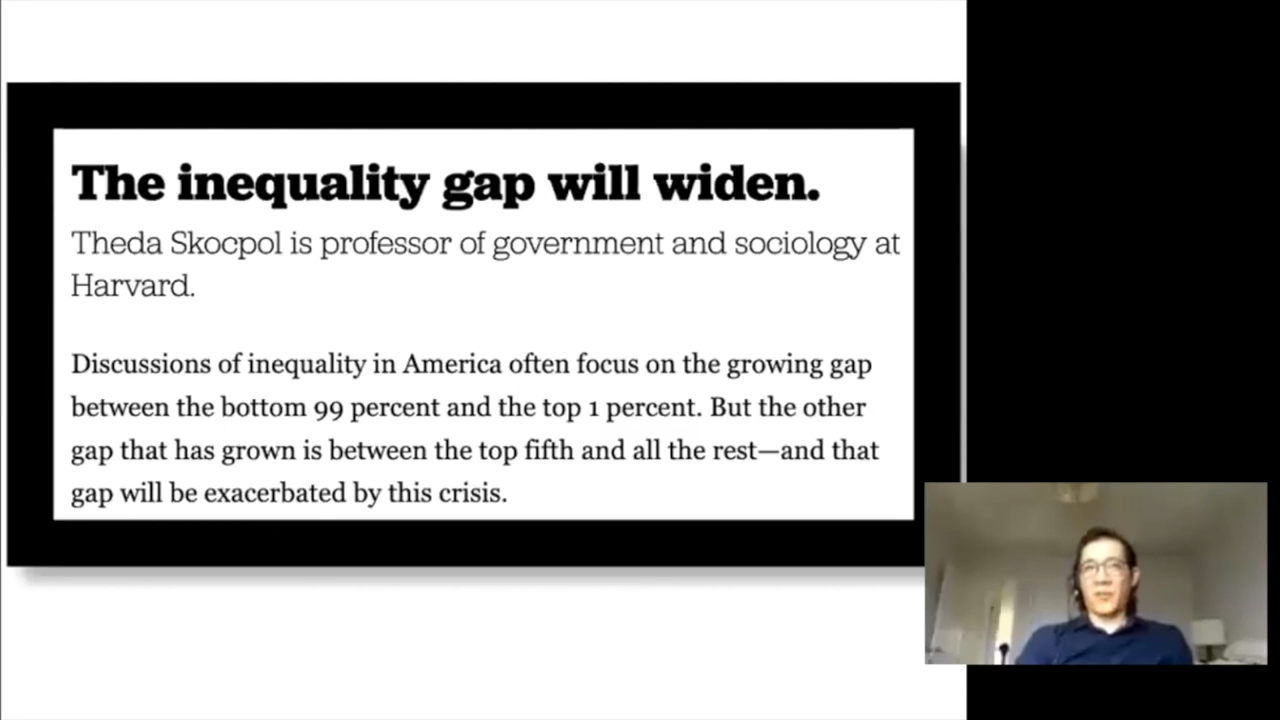 The inequality gap will widen.
Theda Skocpol is professor of government and sociology at
Harvard.
Discussions of inequality in America often focus on the growing gap
between the bottom 99 percent and the top 1 percent. But the other
gap that has grown is between the top fifth and all the rest—and that
gap will be exacerbated by this crisis.